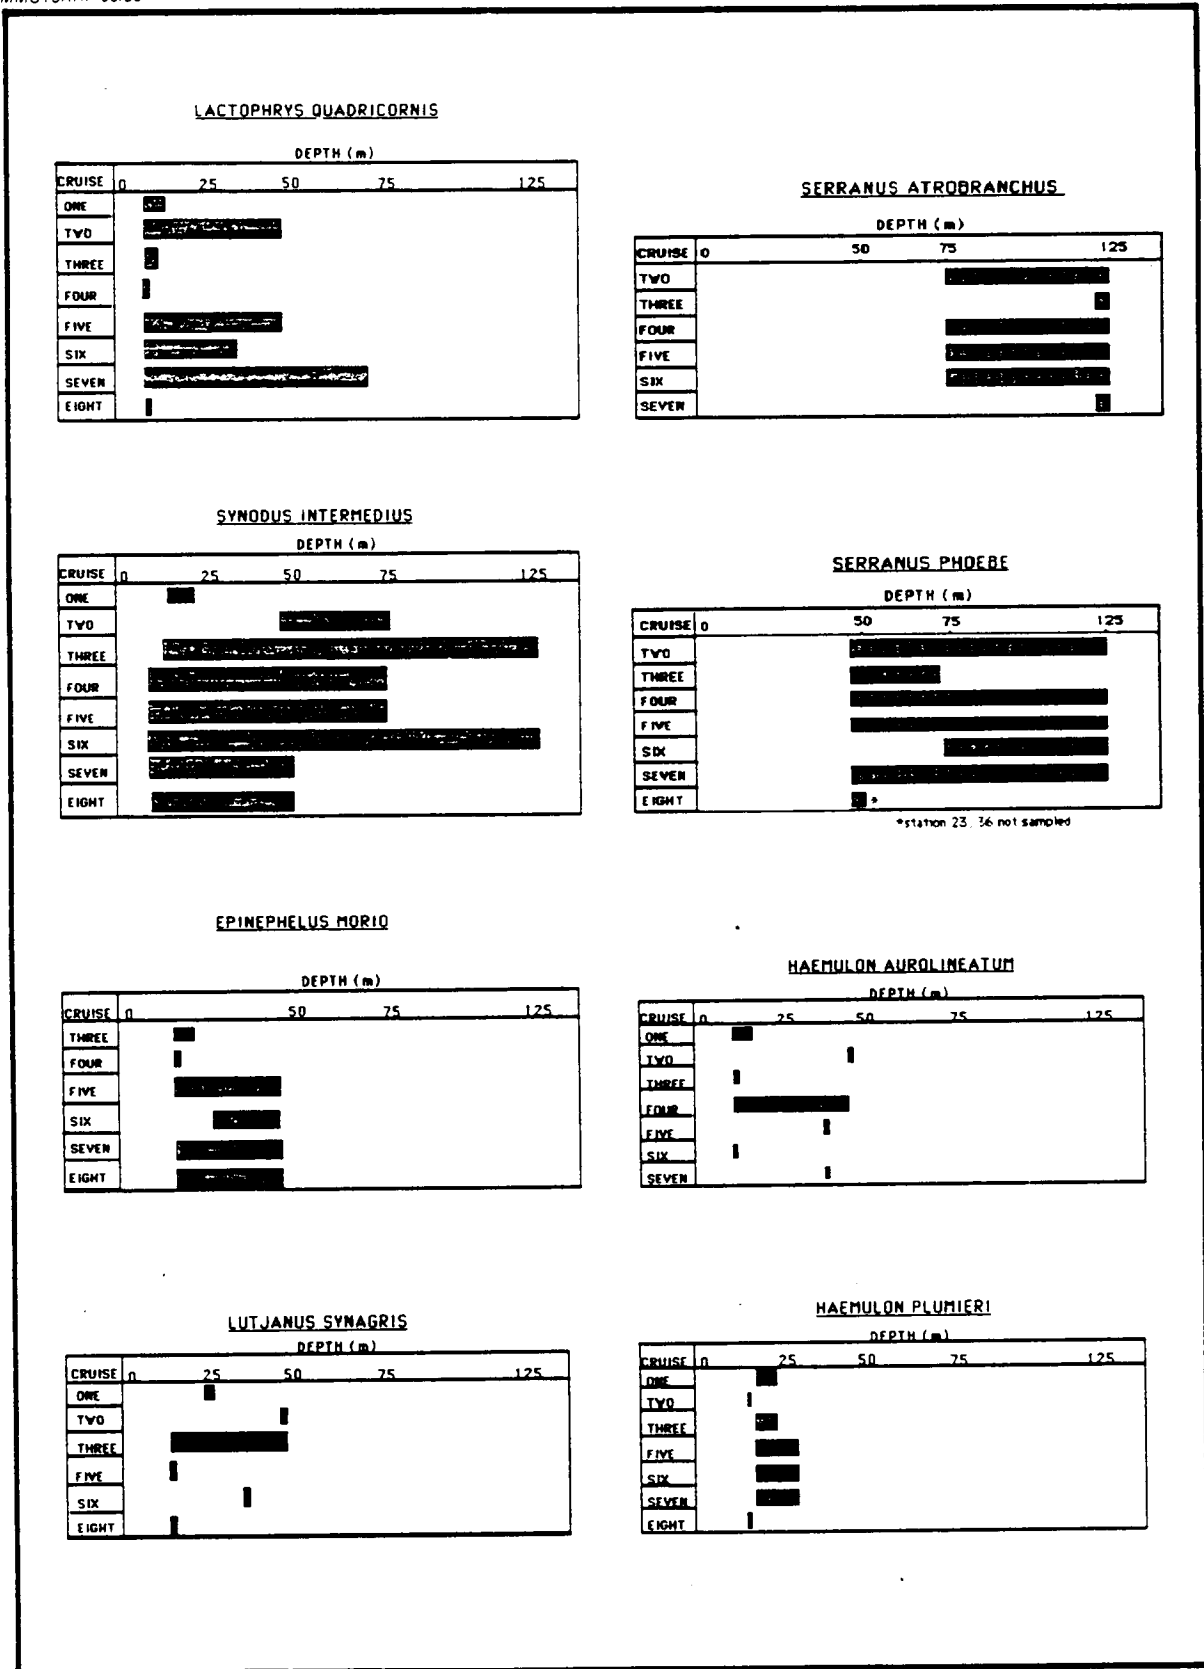 LACTOPHRYS QUADRICORNIS
DEPTH (m)
CRUISE 0 25 50 75 125
ONE
TWO
THREE
FOUR
FIVE
SIX
SEVEN
EIGHT
SERRANUS ATROBRANCHUS
DEPTH (m)
CRUISE 0 50 75 125
TWO
THREE
FOUR
FIVE
SIX
SEVEN
SYNODUS INTERMEDIUS
DEPTH (m)
CRUISE 0 25 50 75 125
ONE
TWO
THREE
FOUR
FIVE
SIX
SEVEN
EIGHT
SERRANUS PHOEBE
DEPTH (m)
CRUISE 0 50 75 125
TWO
THREE
FOUR
FIVE
SIX
SEVEN
EIGHT *
*station 23, 36 not sampled
EPINEPHELUS MORIO
DEPTH (m)
CRUISE 0 50 75 125
THREE
FOUR
FIVE
SIX
SEVEN
EIGHT
HAEMULON AUROLINEATUM
DEPTH (m)
CRUISE 0 25 50 75 125
ONE
TWO
THREE
FOUR
FIVE
SIX
SEVEN
LUTJANUS SYNAGRIS
DEPTH (m)
CRUISE 0 25 50 75 125
ONE
TWO
THREE
FIVE
SIX
EIGHT
HAEMULON PLUMIERI
DEPTH (m)
CRUISE 0 25 50 75 125
ONE
TWO
THREE
FIVE
SIX
SEVEN
EIGHT